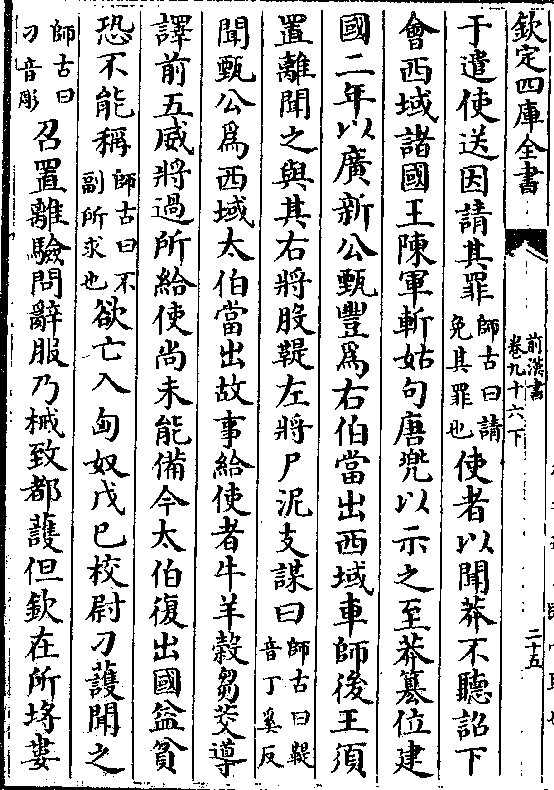 欽定四庫全書
前漢書
卷九十六下
二十五
于遣使送因請其罪師古曰請免其罪也使者以聞莽不聽詔下
會西域諸國王陳軍斬姑句唐兜以示之至莽篡位建
國二年以廣新公甄豐為右伯當出西域車師後王須
置離聞之與其右將股鞮左將尸泥支謀曰師古曰鞮音丁奚反
聞甄公為西域太伯當出故事給使者牛羊穀芻茭導
譯前五威將過所給使尚未能備今太伯復出國益貧
恐不能稱師古曰不副所求也欲亡入匈奴戊巳校尉刁護聞之
師古曰刁音彫召置離驗問辭服乃械致都護但欽在所埒婁